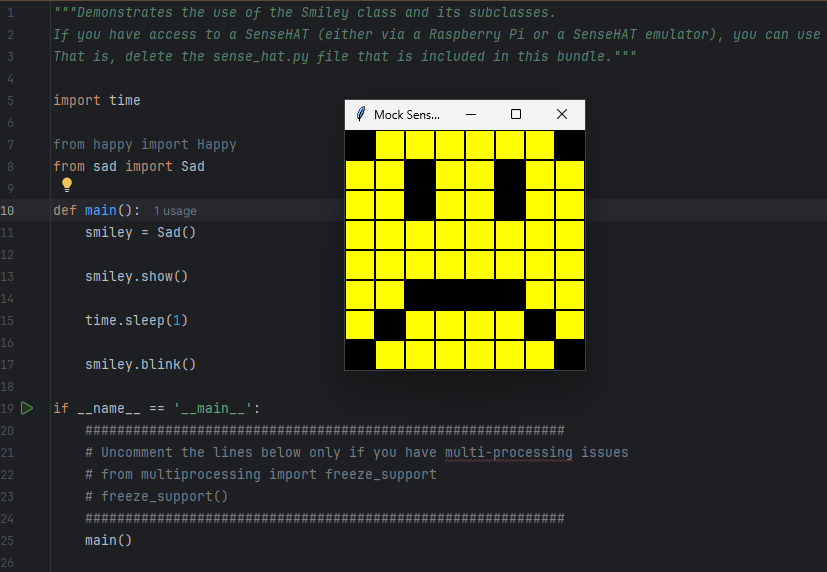 1 """Demonstrates the use of the Smiley class and its subclasses.
2 If you have access to a SenseHAT (either via a Raspberry Pi or a SenseHAT emulator), you can use
3 That is, delete the sense_hat.py file that is included in this bundle."""
4
5 import time
Mock Sens...
6
7 from happy import Happy
8 from sad import Sad
9
10 def main(): 1 usage
11 smiley = Sad()
12
13 smiley.show()
14
15 time.sleep(1)
16
17 smiley.blink()
18
19 if __name__ == '__main__':
20 ############################################################
21 # Uncomment the lines below only if you have multi-processing issues
22 # from multiprocessing import freeze_support
23 # freeze_support()
24 ############################################################
25 main()
26